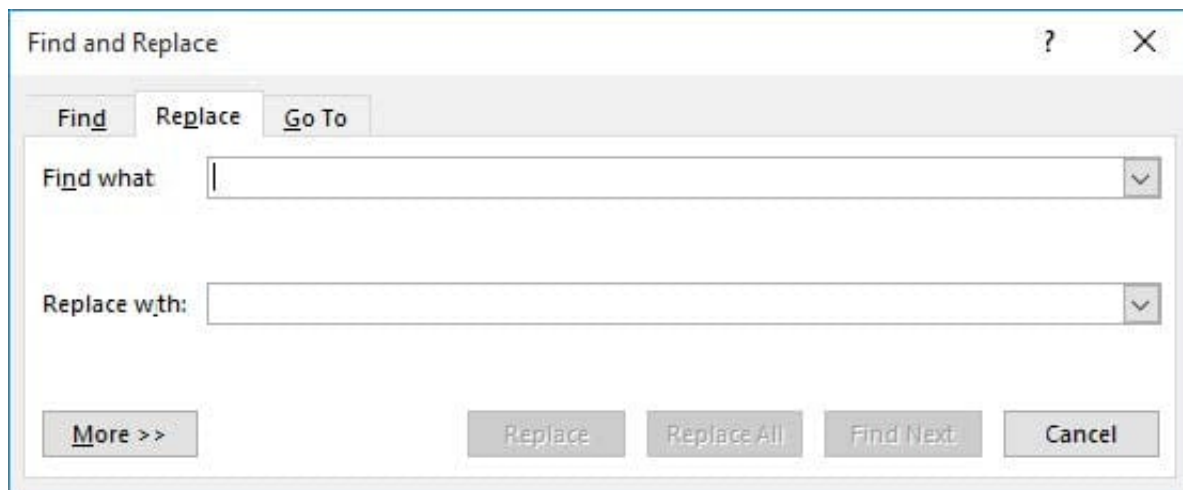 Find and Replace ?
Find Replace Go To
Find what
Replace with:
More >> Replace Replace All Find Next Cancel